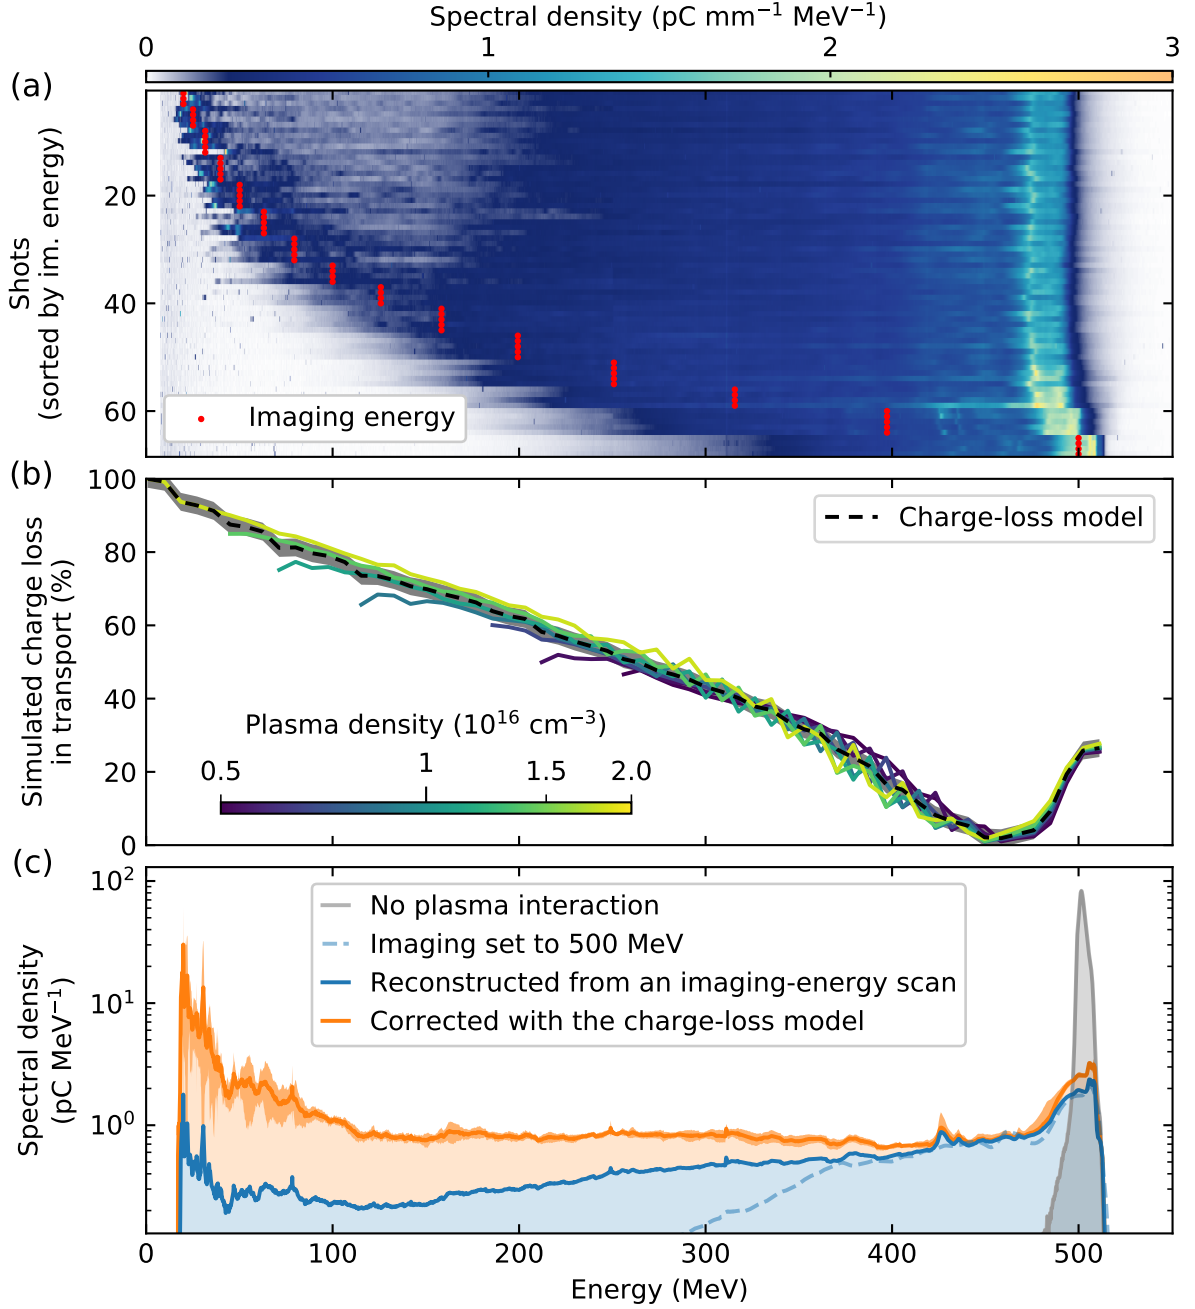 Spectral density (pC mm⁻¹ MeV⁻¹)
0 1 2 3
(a)
Shots
(sorted by im. energy)
20
40
60
Imaging energy
(b)
Simulated charge loss
in transport (%)
100
80
60
40
20
0
Charge-loss model
Plasma density (10¹⁶ cm⁻³)
0.5 1 1.5 2.0
(c)
Spectral density
(pC MeV⁻¹)
10²
10¹
10⁰
No plasma interaction
Imaging set to 500 MeV
Reconstructed from an imaging-energy scan
Corrected with the charge-loss model
0 100 200 300 400 500
Energy (MeV)